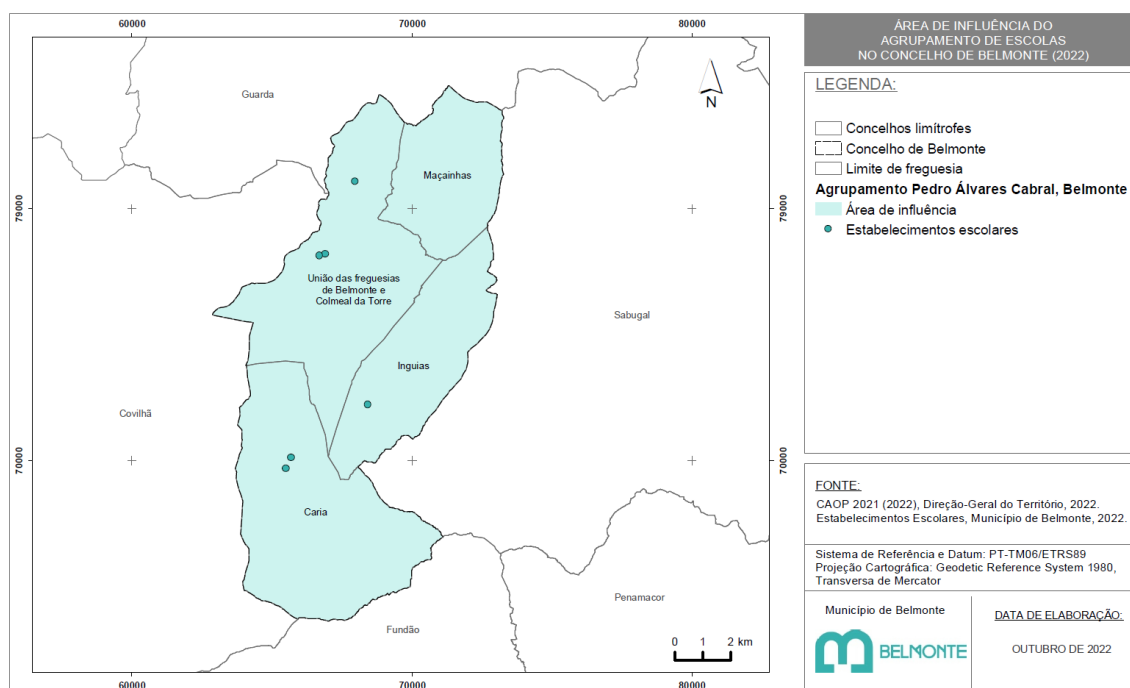 60000
70000
80000
79000
79000
70000
70000
Guarda
N
Maçainhas
União das freguesias
de Belmonte e
Colmeal da Torre
Sabugal
Inguias
Covilhã
Caria
Penamacor
Fundão
0 1 2 km
60000
70000
80000
ÁREA DE INFLUÊNCIA DO
AGRUPAMENTO DE ESCOLAS
NO CONCELHO DE BELMONTE (2022)
LEGENDA:
Concelhos limítrofes
Concelho de Belmonte
Limite de freguesia
Agrupamento Pedro Álvares Cabral, Belmonte
Área de influência
Estabelecimentos escolares
FONTE:
CAOP 2021 (2022), Direção-Geral do Território, 2022.
Estabelecimentos Escolares, Município de Belmonte, 2022.
Sistema de Referência e Datum: PT-TM06/ETRS89
Projeção Cartográfica: Geodetic Reference System 1980,
Transversa de Mercator
Município de Belmonte
BELMONTE
DATA DE ELABORAÇÃO:
OUTUBRO DE 2022